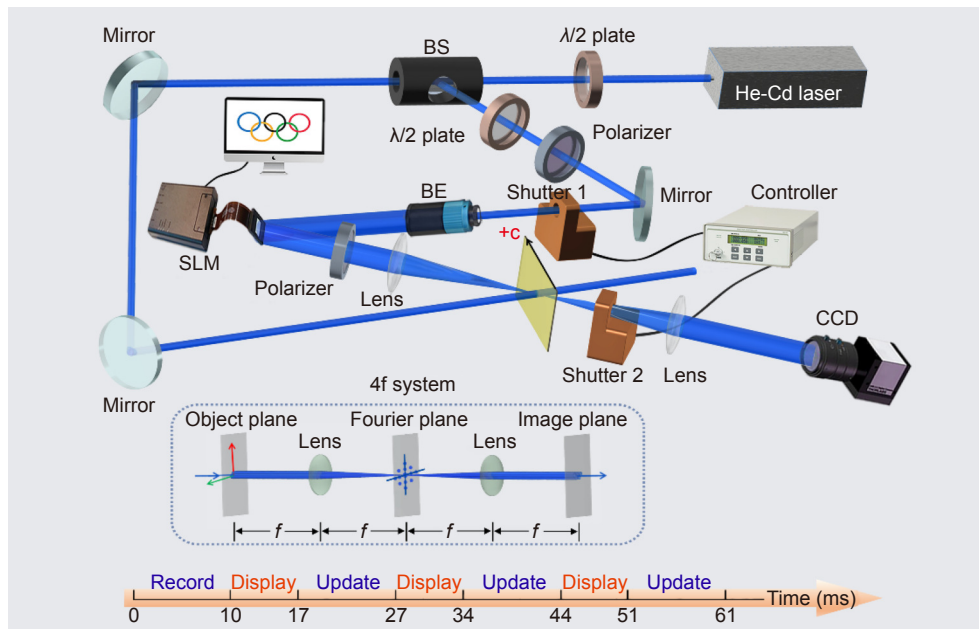 Mirror
BS
λ/2 plate
He-Cd laser
λ/2 plate
Polarizer
BE
Shutter 1
Mirror
Controller
SLM
+c
Polarizer
Lens
CCD
Shutter 2
Lens
Mirror
4f system
Object plane
Fourier plane
Image plane
Lens
Lens
f
f
f
f
Record
Display
Update
Display
Update
Display
Update
Time (ms)
0
10
17
27
34
44
51
61